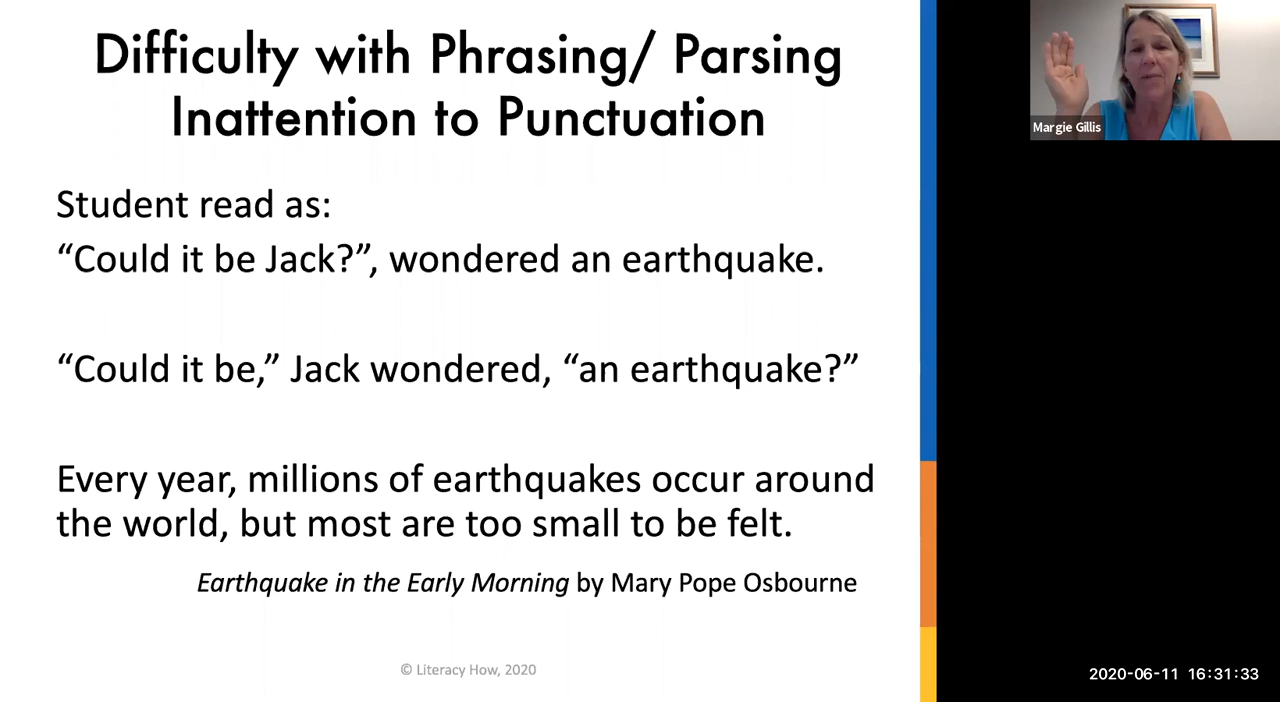 Difficulty with Phrasing/ Parsing
Inattention to Punctuation
Student read as:
“Could it be Jack?”, wondered an earthquake.
“Could it be,” Jack wondered, “an earthquake?”
Every year, millions of earthquakes occur around
the world, but most are too small to be felt.
Earthquake in the Early Morning by Mary Pope Osbourne
© Literacy How, 2020
Margie Gillis
2020-06-11 16:31:33